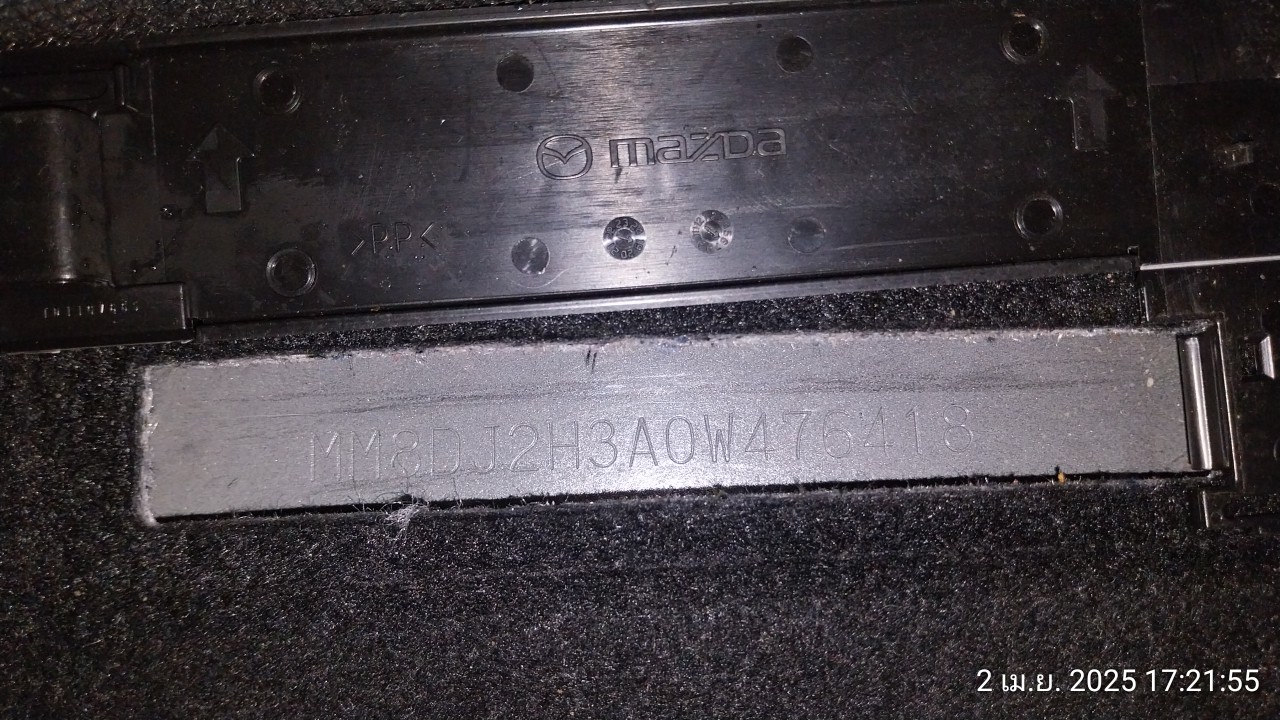 mazda
>P.P<
MM8DJ2H3A0W476418
2 เม.ย. 2025 17:21:55